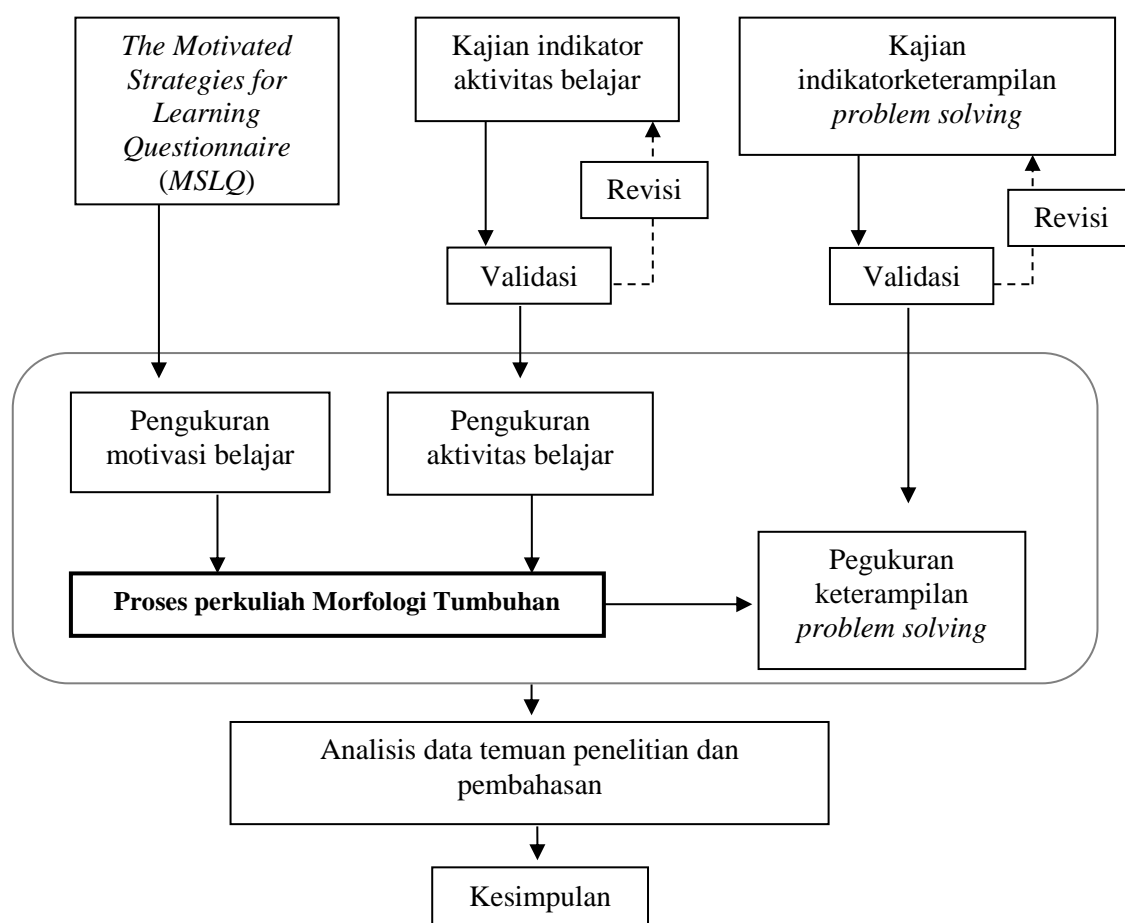 The Motivated
Strategies for
Learning
Questionnaire
(MSLQ)
Kajian indikator
aktivitas belajar
Kajian
indikatorketerampilan
problem solving
Revisi
Revisi
Validasi
Validasi
Pengukuran
motivasi belajar
Pengukuran
aktivitas belajar
Proses perkuliah Morfologi Tumbuhan
Pegukuran
keterampilan
problem solving
Analisis data temuan penelitian dan
pembahasan
Kesimpulan